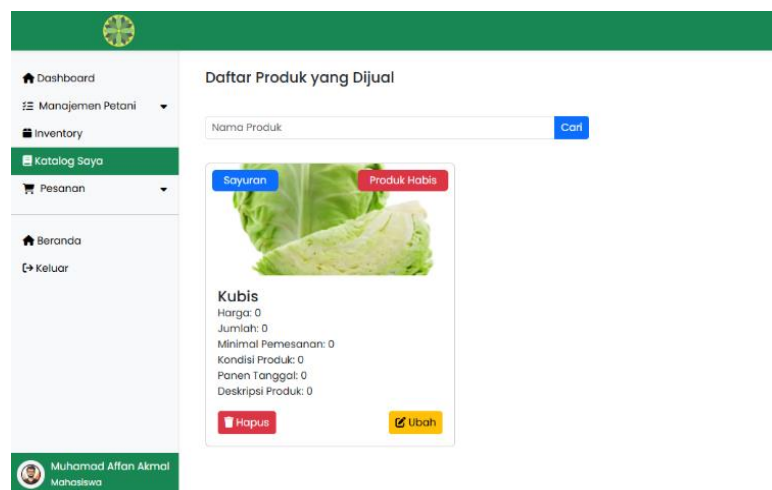 Dashboard
Manajemen Petani
Inventory
Katalog Saya
Pesanan
Beranda
Keluar
Muhamad Affan Akmal
Mahasiswa
Daftar Produk yang Dijual
Nama Produk
Cari
Sayuran
Produk Habis
Kubis
Harga: 0
Jumlah: 0
Minimal Pemesanan: 0
Kondisi Produk: 0
Panen Tanggal: 0
Deskripsi Produk: 0
Hapus
Ubah